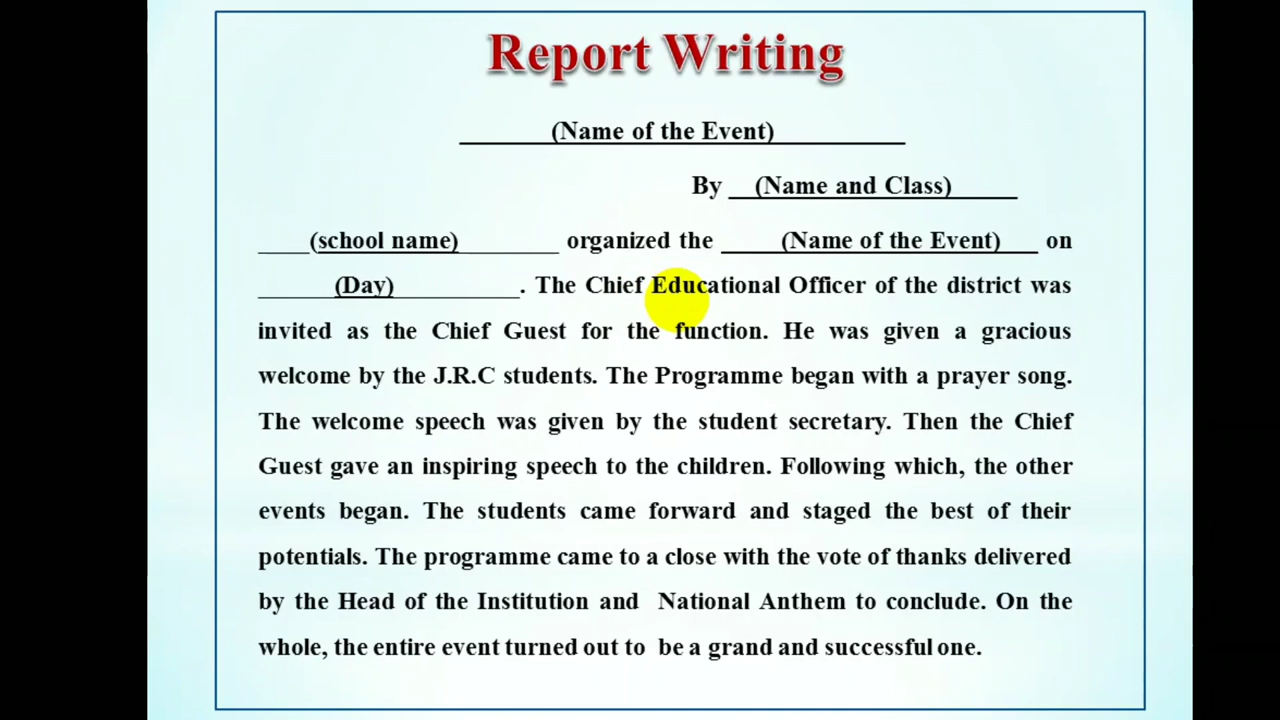 Report Writing
(Name of the Event)
By (Name and Class)
(school name) organized the (Name of the Event) on
(Day). The Chief Educational Officer of the district was
invited as the Chief Guest for the function. He was given a gracious
welcome by the J.R.C students. The Programme began with a prayer song.
The welcome speech was given by the student secretary. Then the Chief
Guest gave an inspiring speech to the children. Following which, the other
events began. The students came forward and staged the best of their
potentials. The programme came to a close with the vote of thanks delivered
by the Head of the Institution and National Anthem to conclude. On the
whole, the entire event turned out to be a grand and successful one.